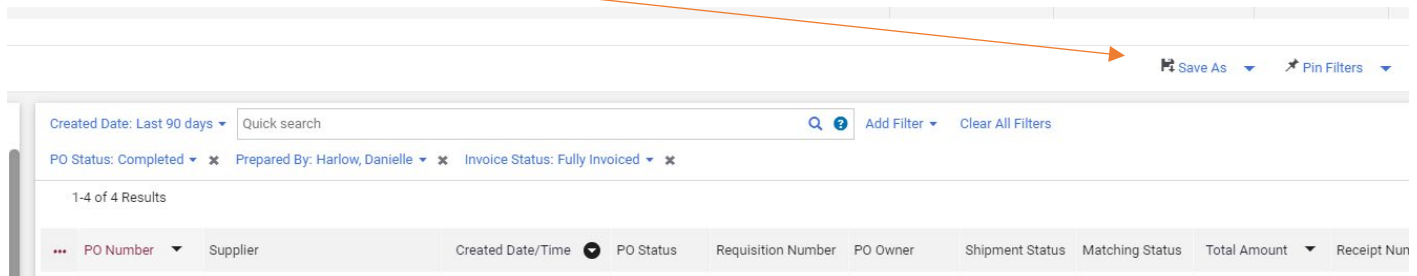 Save As Pin Filters
Created Date: Last 90 days Quick search Add Filter Clear All Filters
PO Status: Completed Prepared By: Harlow, Danielle Invoice Status: Fully Invoiced
1-4 of 4 Results
PO Number Supplier Created Date/Time PO Status Requisition Number PO Owner Shipment Status Matching Status Total Amount Receipt Num